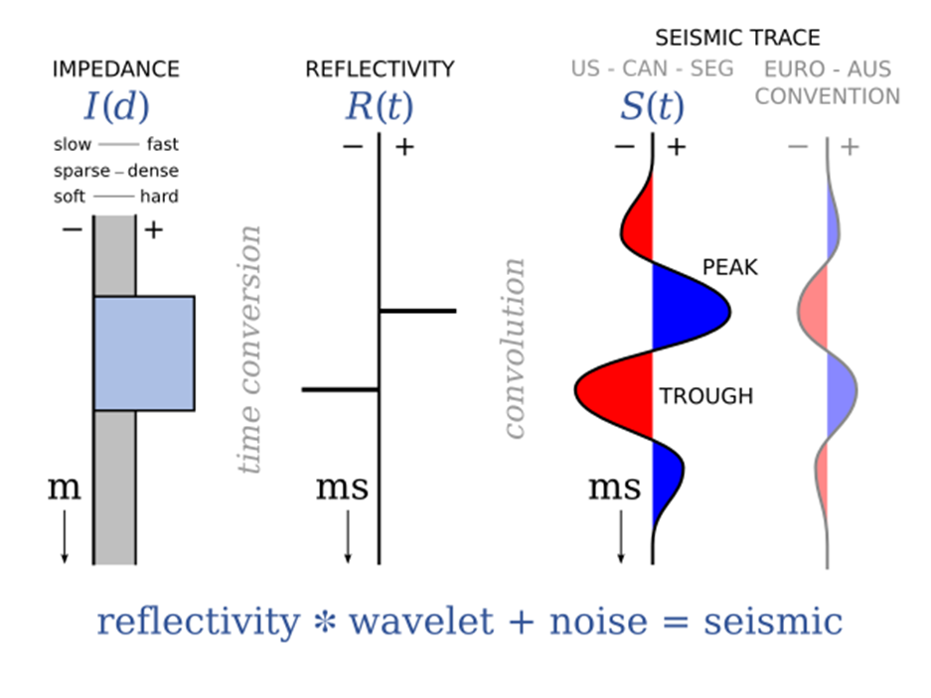 SEISMIC TRACE
IMPEDANCE
REFLECTIVITY
US - CAN - SEG
EURO - AUS
CONVENTION
I(d)
R(t)
S(t)
slow fast
sparse – dense
soft hard
− +
− +
− +
− +
time conversion
convolution
PEAK
TROUGH
m
ms
ms
reflectivity * wavelet + noise = seismic